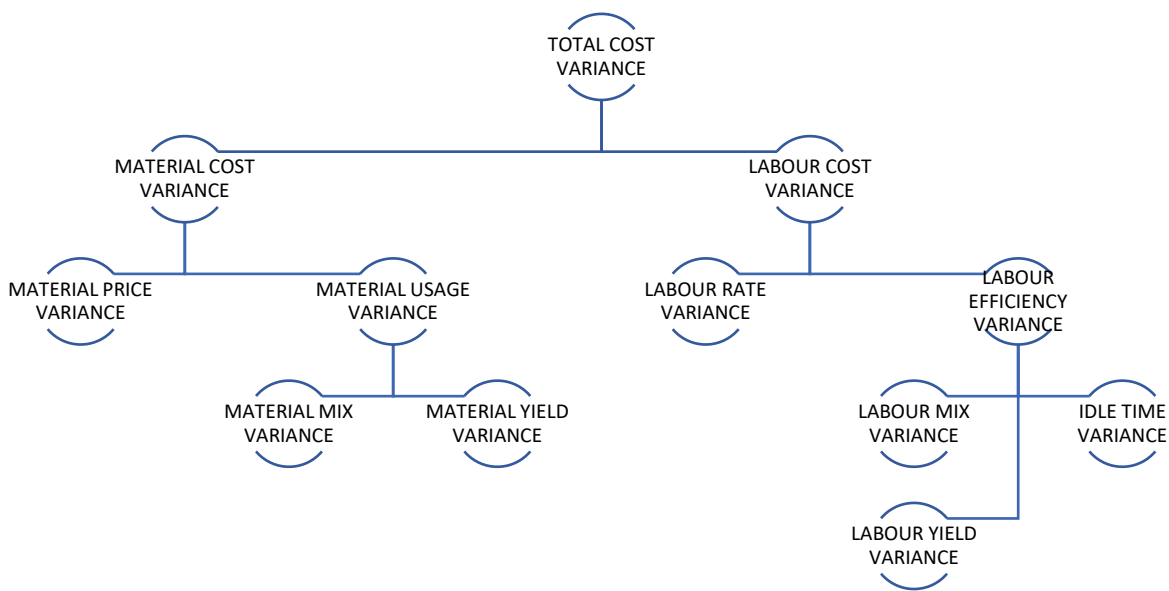 TOTAL COST
VARIANCE
MATERIAL COST
VARIANCE
LABOUR COST
VARIANCE
MATERIAL PRICE
VARIANCE
MATERIAL USAGE
VARIANCE
LABOUR RATE
VARIANCE
LABOUR
EFFICIENCY
VARIANCE
MATERIAL MIX
VARIANCE
MATERIAL YIELD
VARIANCE
LABOUR MIX
VARIANCE
IDLE TIME
VARIANCE
LABOUR YIELD
VARIANCE